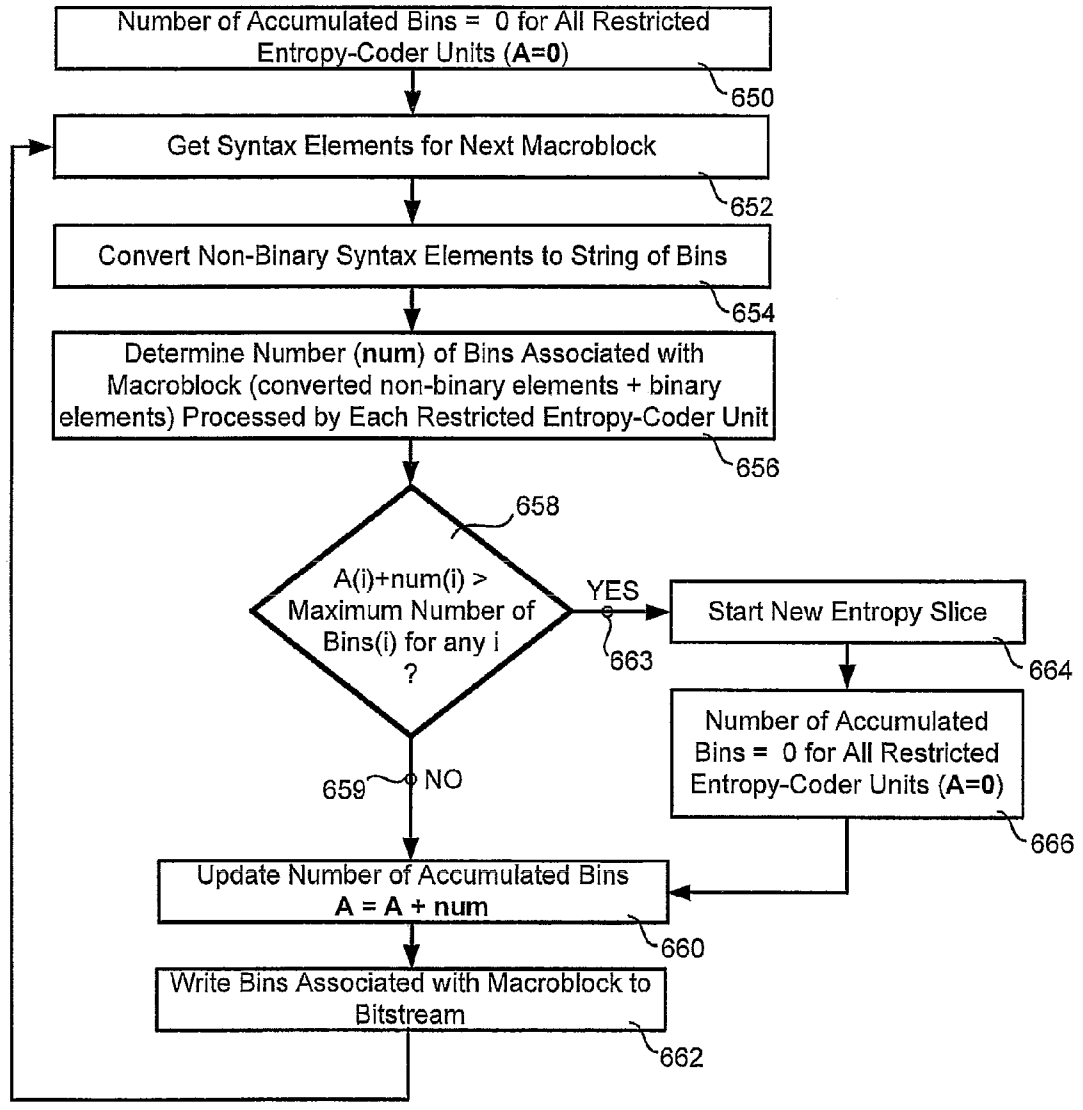 Number of Accumulated Bins = 0 for All Restricted
Entropy-Coder Units (A=0)
650
Get Syntax Elements for Next Macroblock
652
Convert Non-Binary Syntax Elements to String of Bins
654
Determine Number (num) of Bins Associated with
Macroblock (converted non-binary elements + binary
elements) Processed by Each Restricted Entropy-Coder Unit
656
658
A(i)+num(i) >
Maximum Number of
Bins(i) for any i
?
YES
663
Start New Entropy Slice
664
Number of Accumulated
Bins = 0 for All Restricted
Entropy-Coder Units (A=0)
666
659
NO
Update Number of Accumulated Bins
A = A + num
660
Write Bins Associated with Macroblock to
Bitstream
662